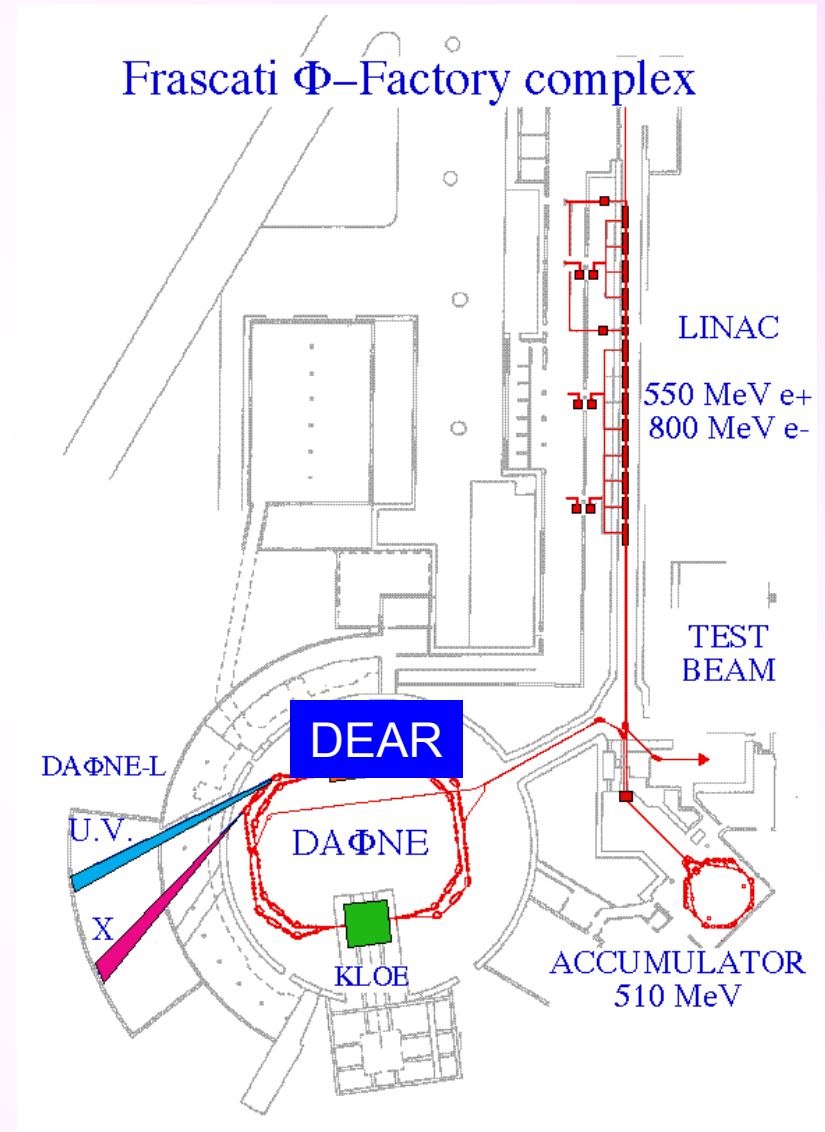 Frascati Φ–Factory complex
LINAC
550 MeV e+
800 MeV e-
TEST
BEAM
DEAR
DAΦNE-L
U.V.
DAΦNE
X
KLOE
ACCUMULATOR
510 MeV